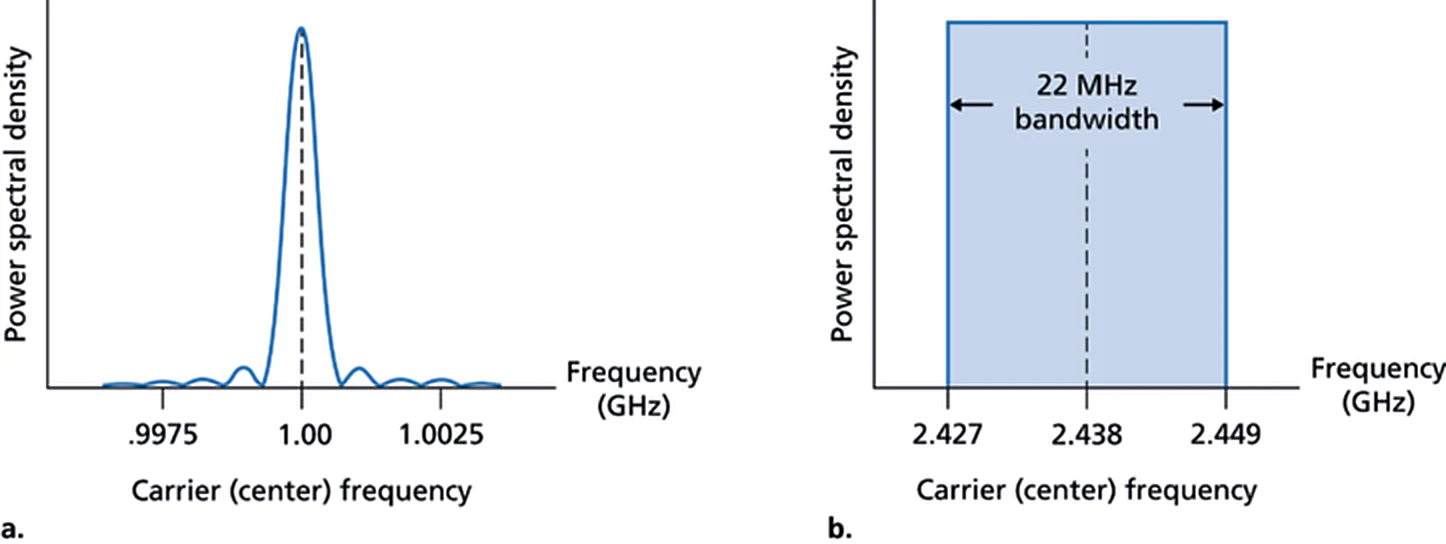 Power spectral density
Frequency
(GHz)
.9975
1.00
1.0025
Carrier (center) frequency
a.
Power spectral density
22 MHz
bandwidth
Frequency
(GHz)
2.427
2.438
2.449
Carrier (center) frequency
b.